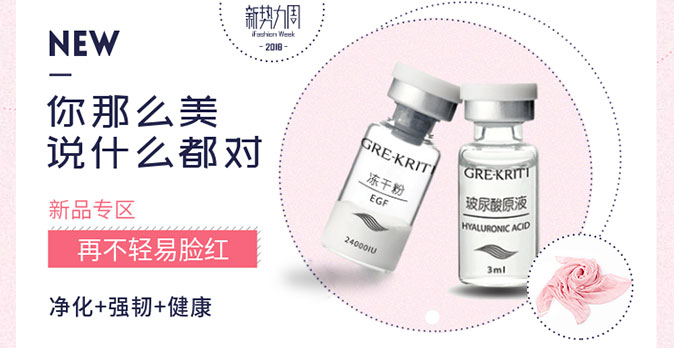 新势力周
iFashion Week
- 2018 -
NEW
你那么美
说什么都对
新品专区
再不轻易脸红
净化+强韧+健康
GRE·KRITI
冻干粉
EGF
24000IU
GRE·KRITI
玻尿酸原液
HYALURONIC ACID
3ml